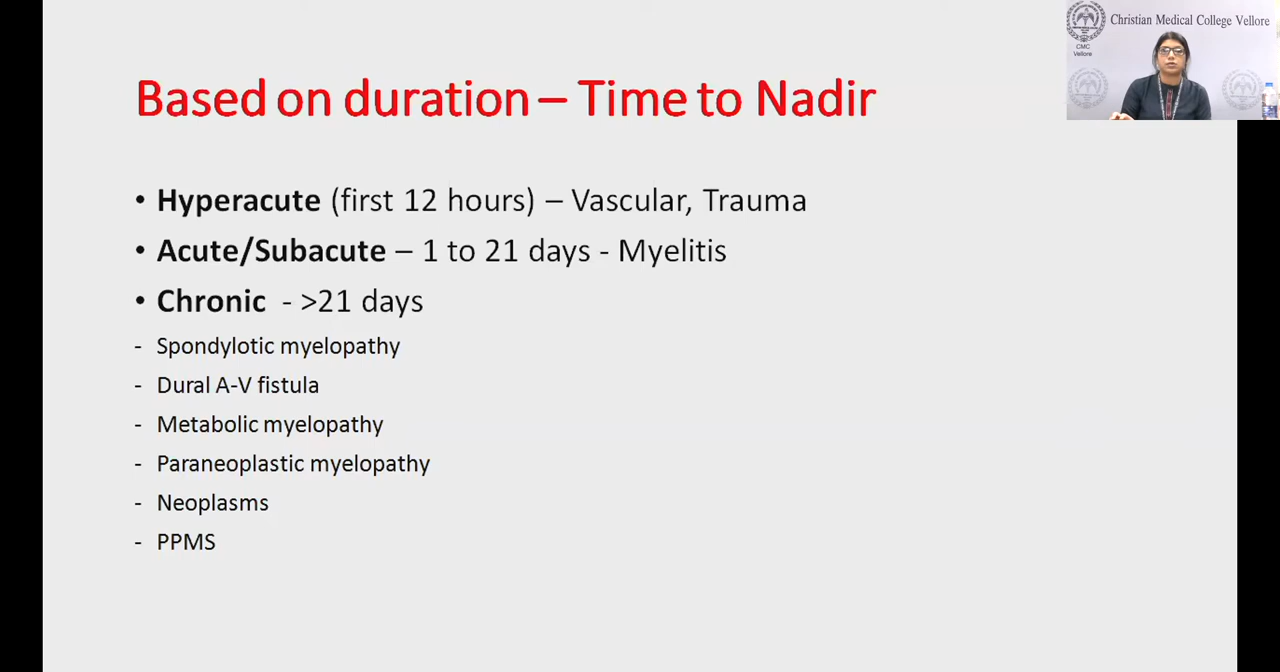 Christian Medical College Vellore
CMC
Vellore
Based on duration – Time to Nadir
• Hyperacute (first 12 hours) – Vascular, Trauma
• Acute/Subacute – 1 to 21 days - Myelitis
• Chronic - >21 days
- Spondylotic myelopathy
- Dural A-V fistula
- Metabolic myelopathy
- Paraneoplastic myelopathy
- Neoplasms
- PPMS